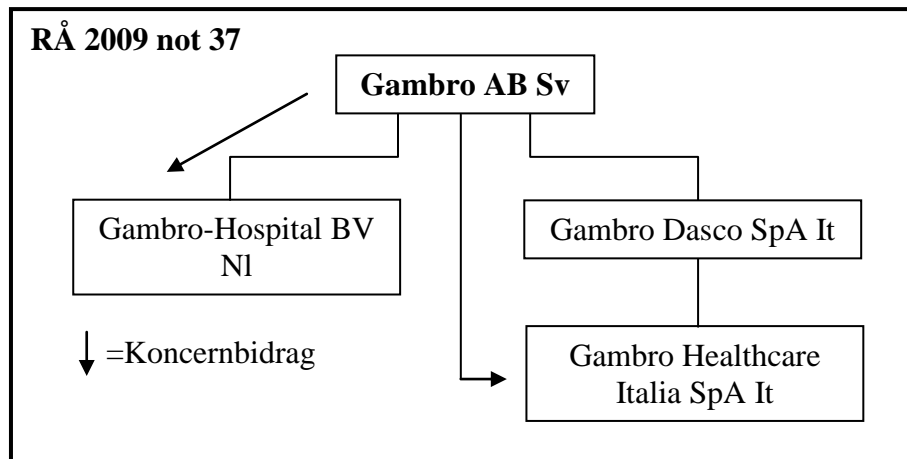 RÅ 2009 not 37
Gambro AB Sv
Gambro-Hospital BV
Nl
Gambro Dasco SpA It
=Koncernbidrag
Gambro Healthcare
Italia SpA It